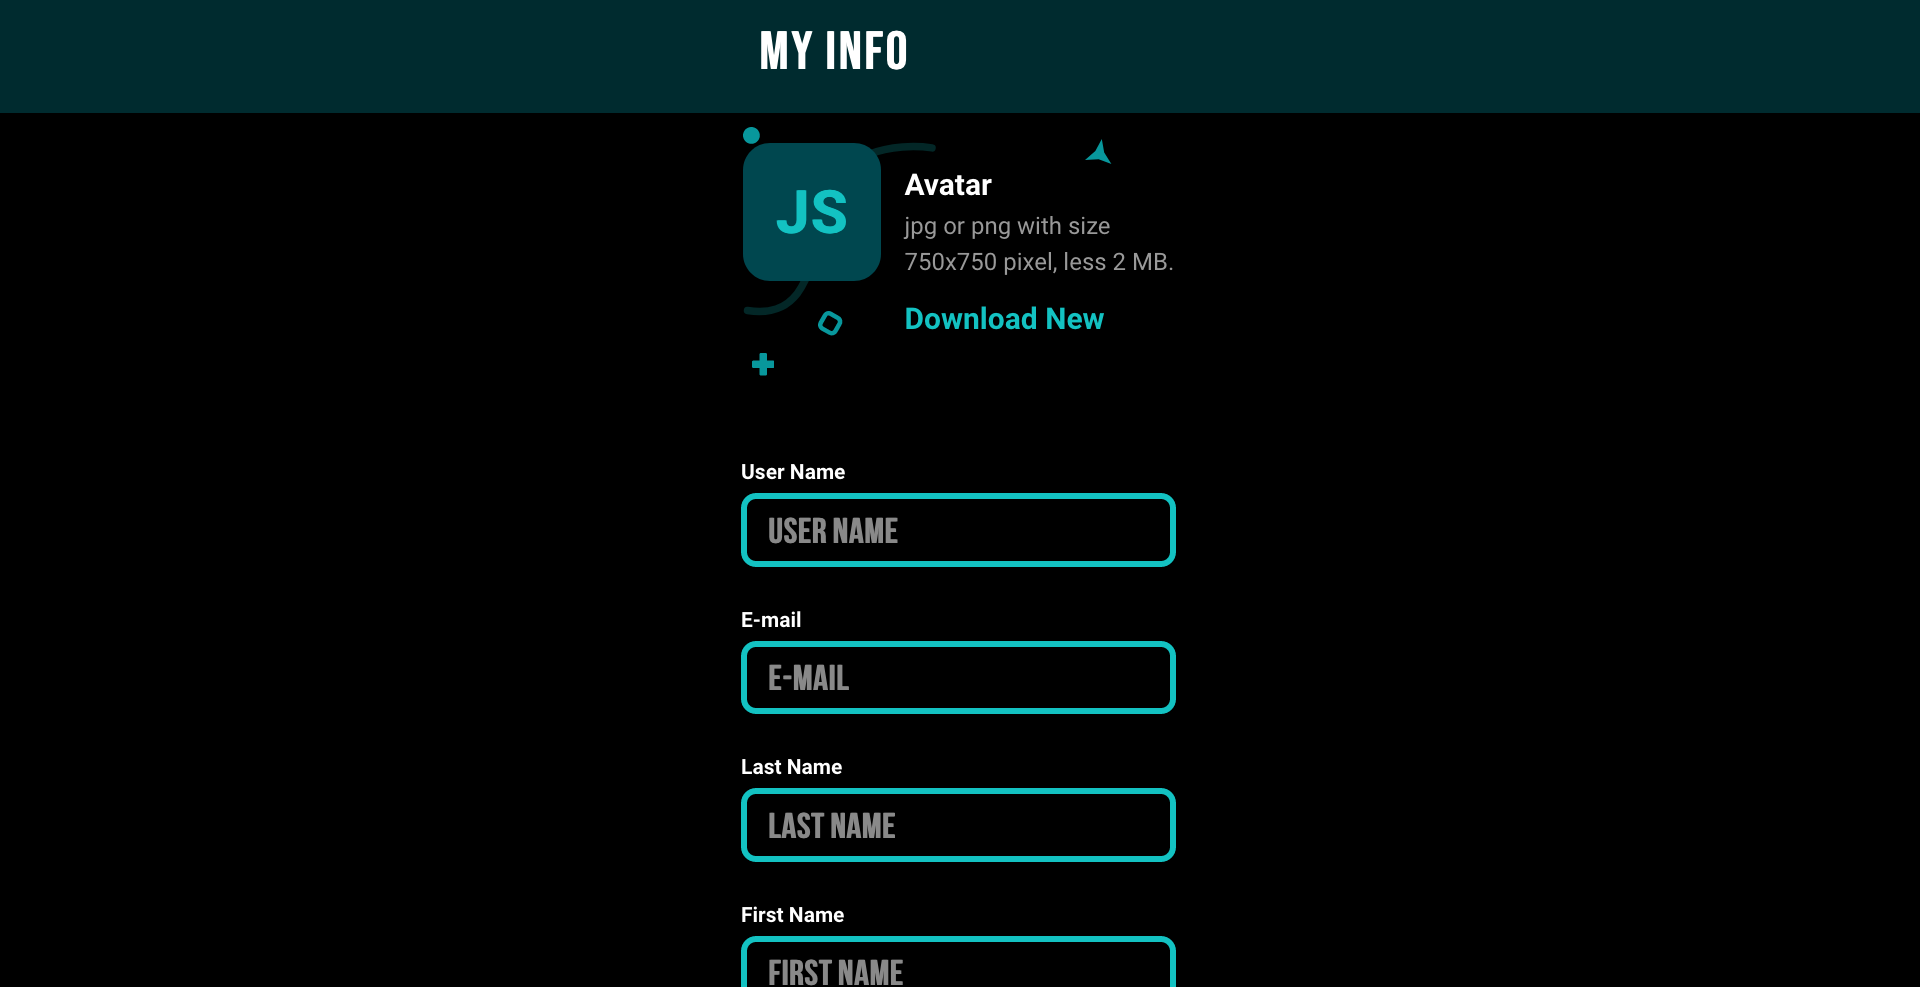 MY INFO
JS
Avatar
jpg or png with size
750x750 pixel, less 2 MB.
Download New
User Name
USER NAME
E-mail
E-MAIL
Last Name
LAST NAME
First Name
FIRST NAME